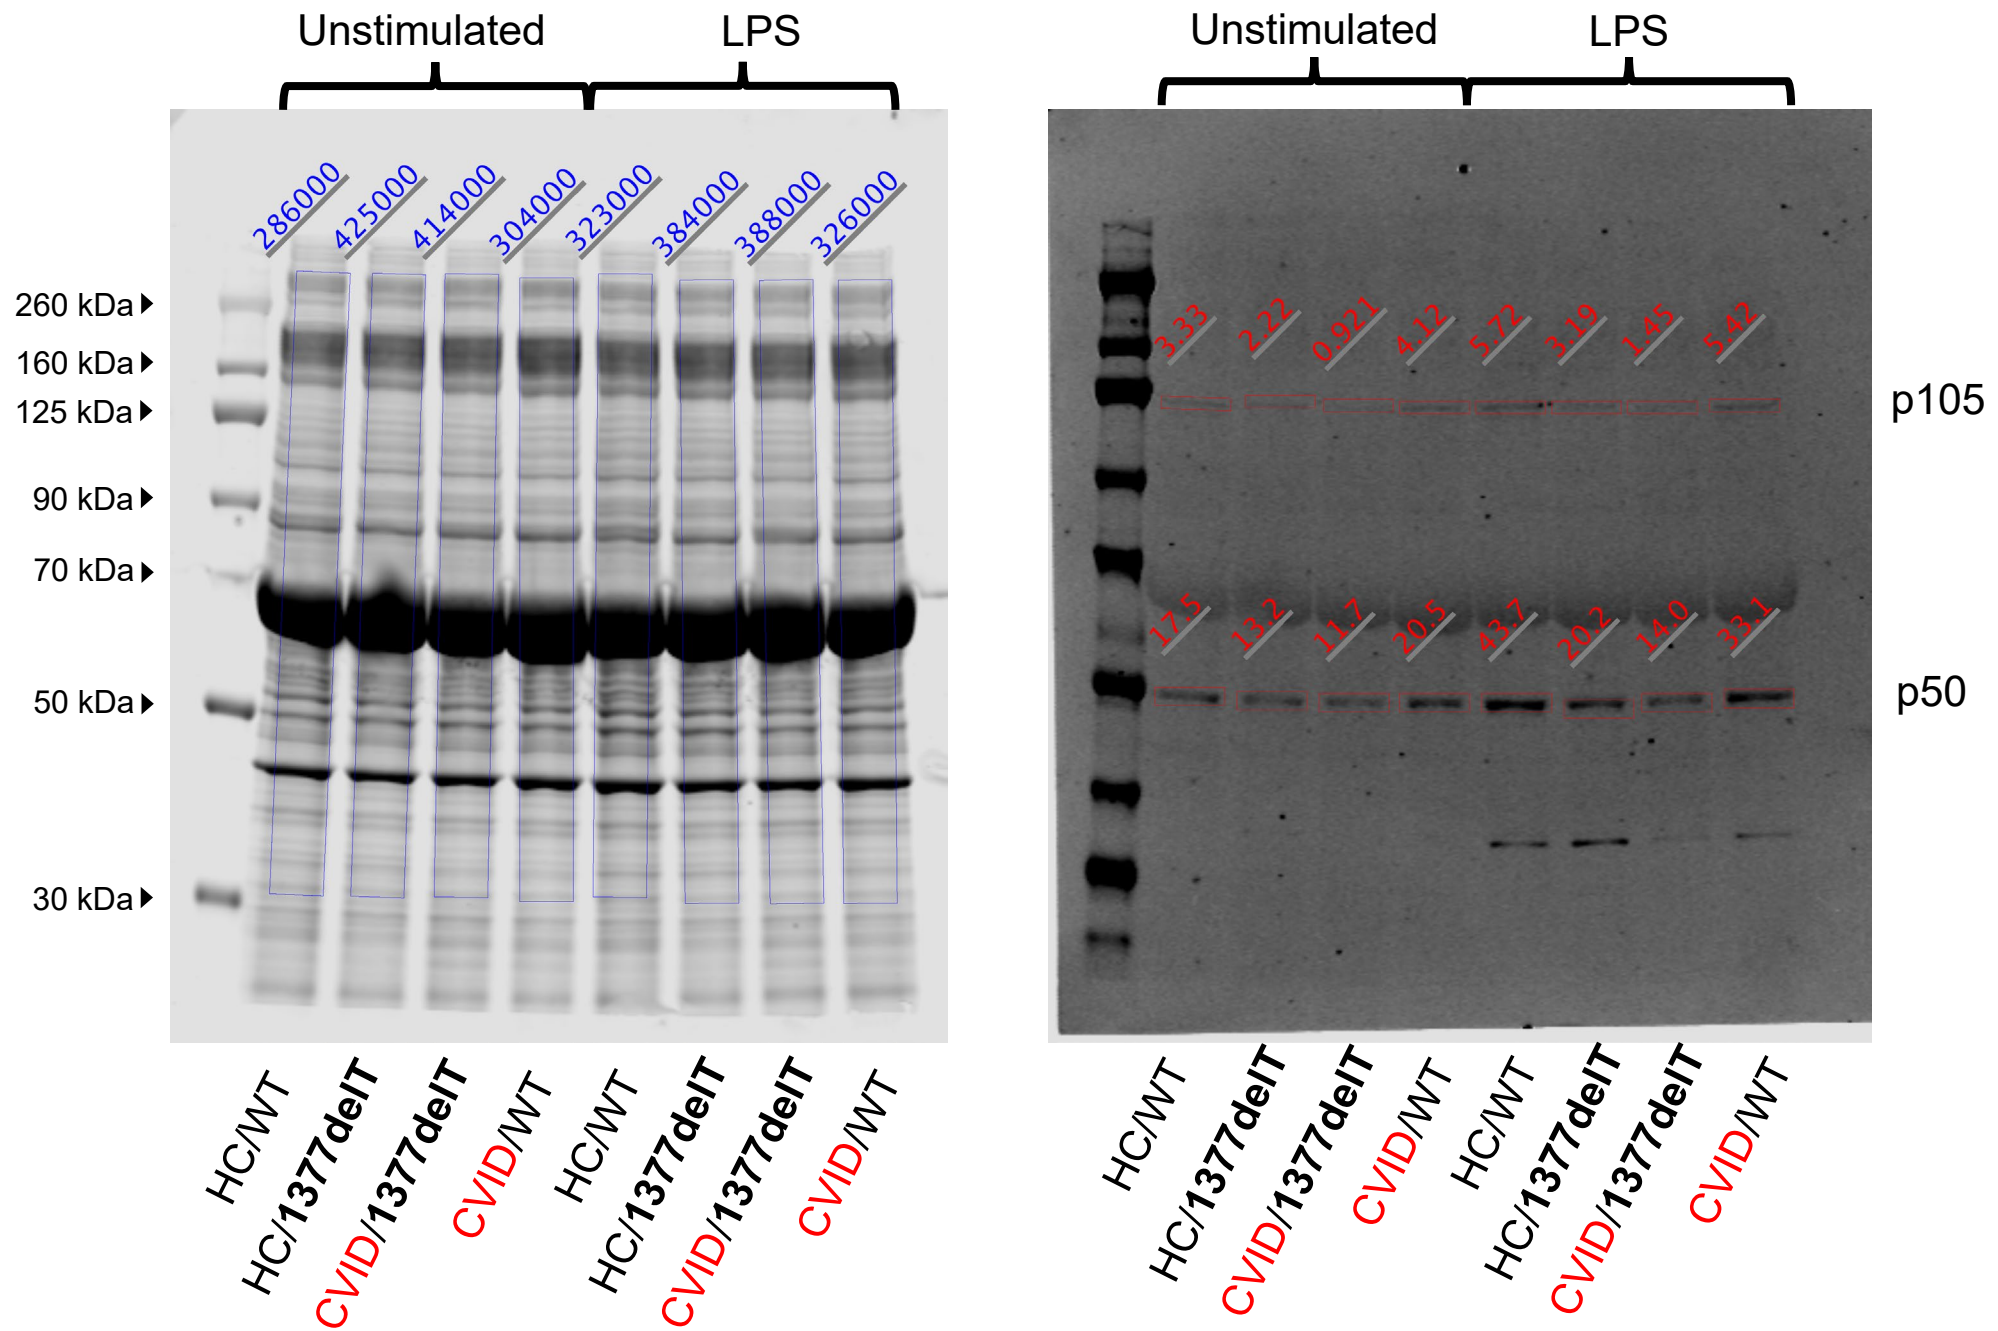 Unstimulated LPS
286000 425000 414000 304000 323000 384000 388000 326000
260 kDa
160 kDa
125 kDa
90 kDa
70 kDa
50 kDa
30 kDa
HC/WT HC/1377delT CVID/1377delT CVID/WT HC/WT HC/1377delT CVID/1377delT CVID/WT
Unstimulated LPS
3.33 2.22 0.921 4.12 5.72 3.19 1.45 5.42
p105
17.5 13.2 11.7 20.5 43.7 20.2 14.0 33.1
p50
HC/WT HC/1377delT CVID/1377delT CVID/WT HC/WT HC/1377delT CVID/1377delT CVID/WT